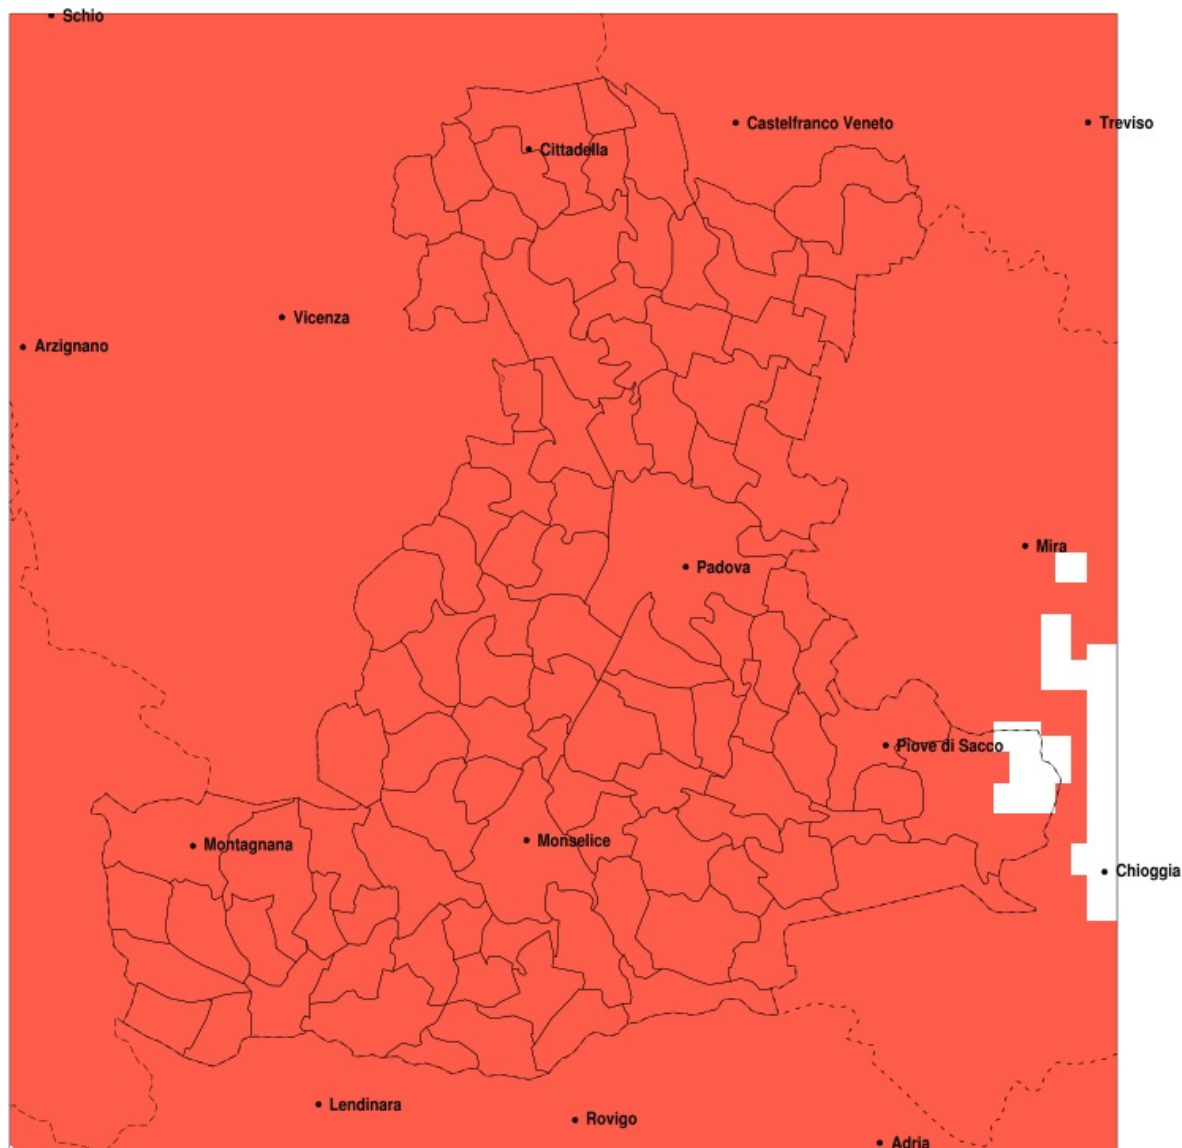 Schio
Castelfranco Veneto
Treviso
Cittadella
Vicenza
Arzignano
Mira
Padova
Piove di Sacco
Monselice
Montagnana
Chioggia
Lendinara
Rovigo
Adria